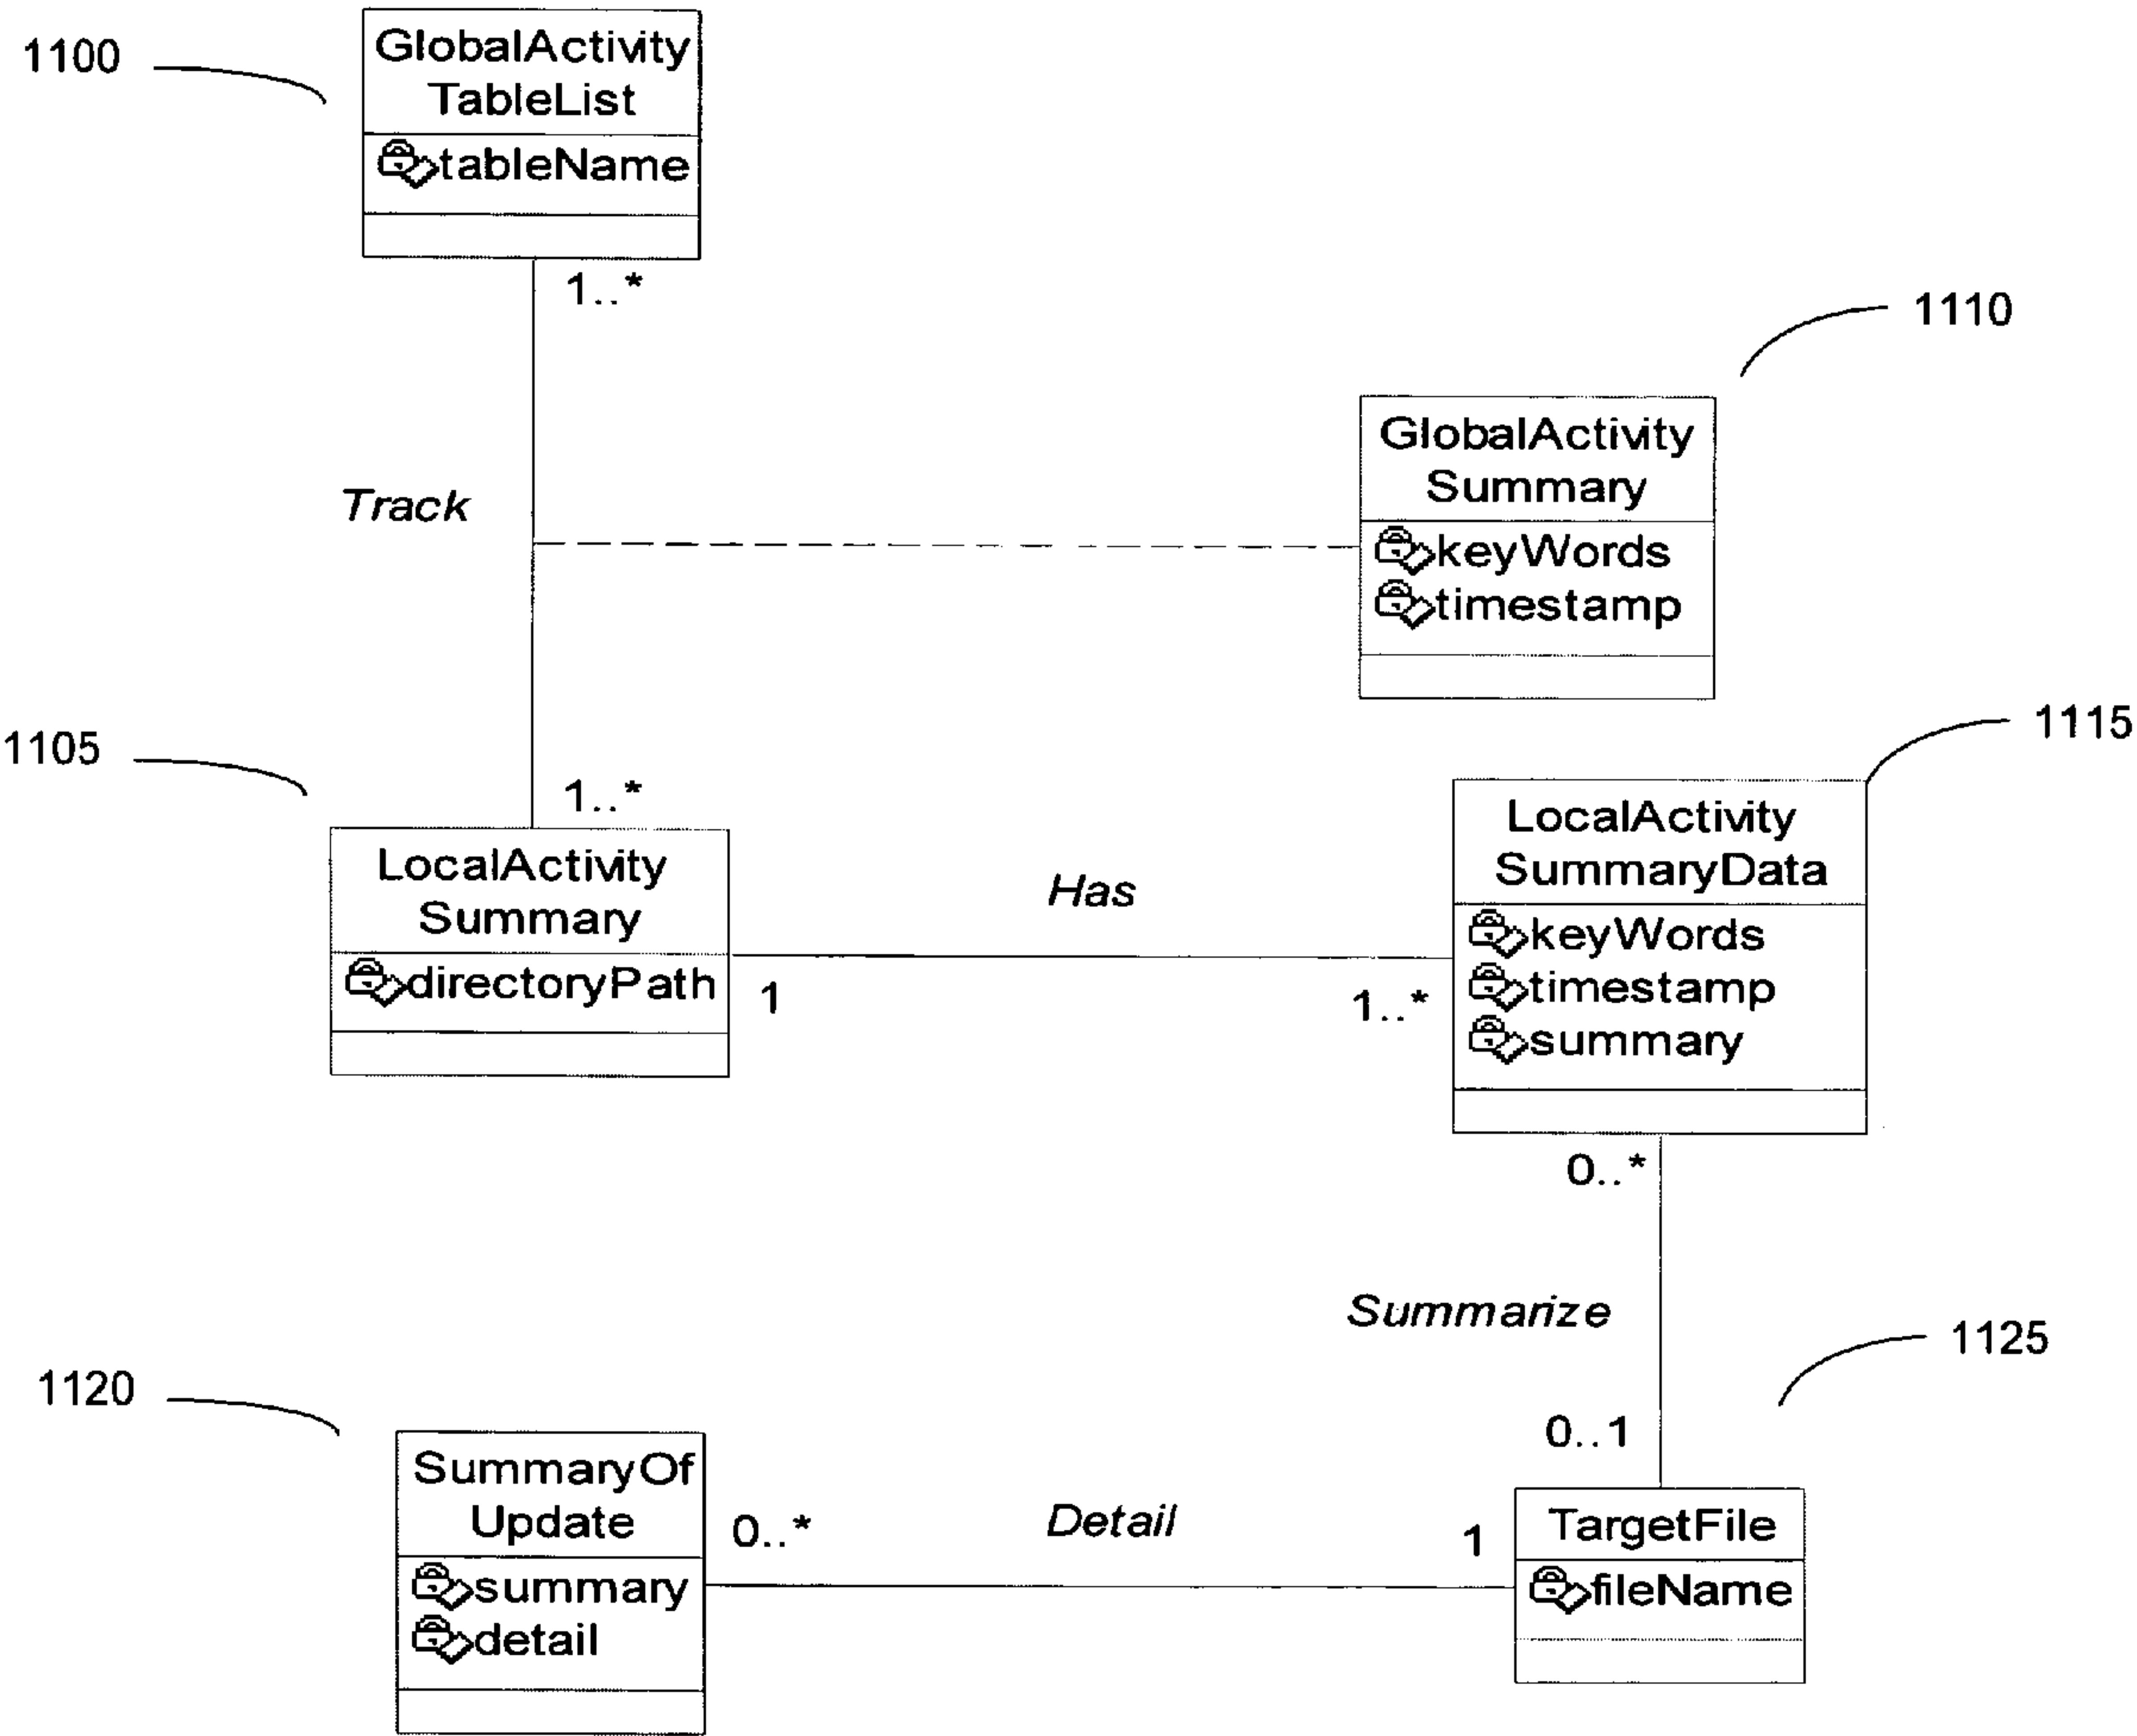 1100
GlobalActivity
TableList
tableName
1..*
1110
GlobalActivity
Summary
keyWords
timestamp
Track
1105
1..*
LocalActivity
Summary
directoryPath
1
Has
1..*
1115
LocalActivity
SummaryData
keyWords
timestamp
summary
0..*
Summarize
1125
0..1
1120
SummaryOf
Update
summary
detail
0..*
Detail
1
TargetFile
fileName